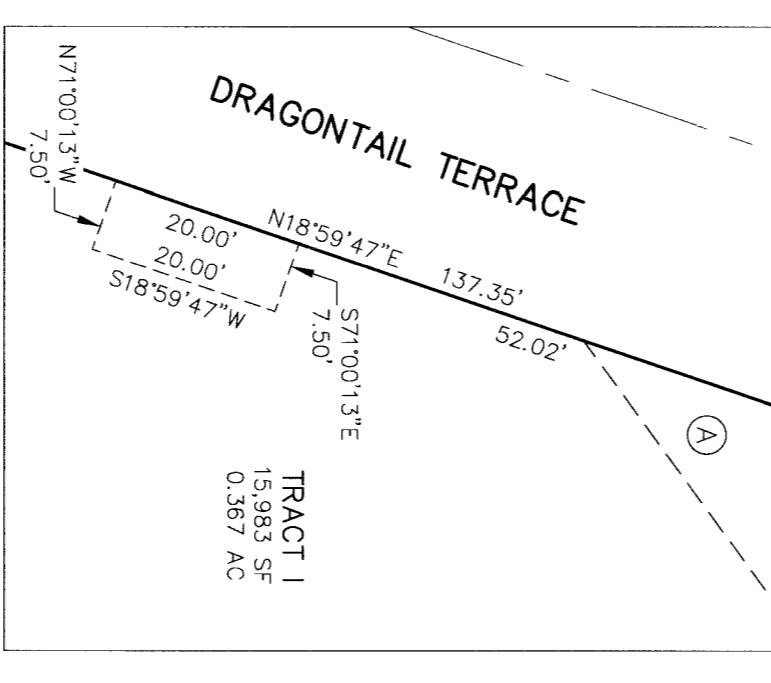 DRAGONTAIL TERRACE
N71°00'13"W
7.50'
20.00'
N18°59'47"E
137.35'
20.00'
S18°59'47"W
52.02'
S71°00'13"E
7.50'
A
TRACT I
15,983 SF
0.367 AC